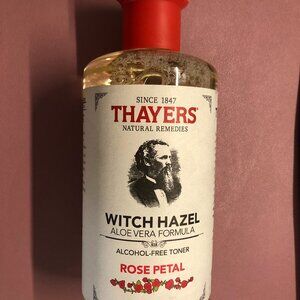 SINCE 1847
THAYERS
NATURAL REMEDIES
WITCH HAZEL
ALOE VERA FORMULA
ALCOHOL-FREE TONER
ROSE PETAL